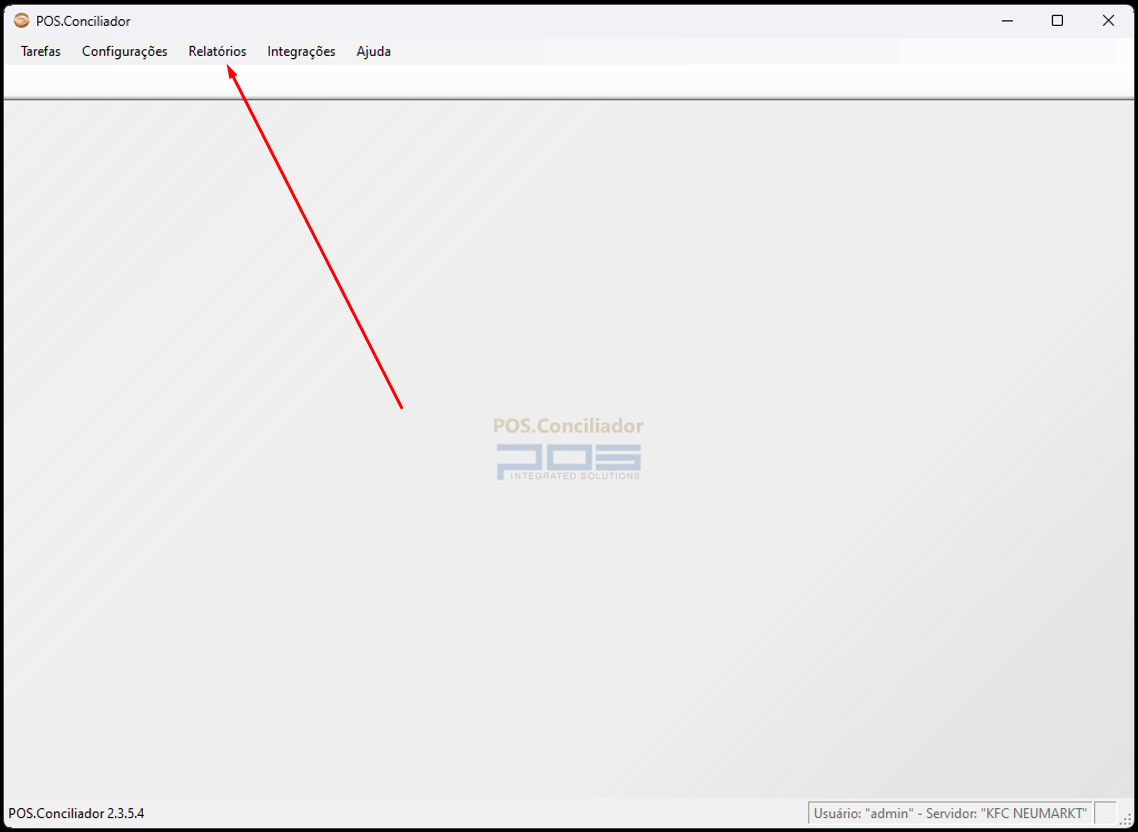 POS.Conciliador
Tarefas Configurações Relatórios Integrações Ajuda
POS.Conciliador
POS
INTEGRATED SOLUTIONS
POS.Conciliador 2.3.5.4
Usuário: "admin" - Servidor: "KFC NEUMARKT"